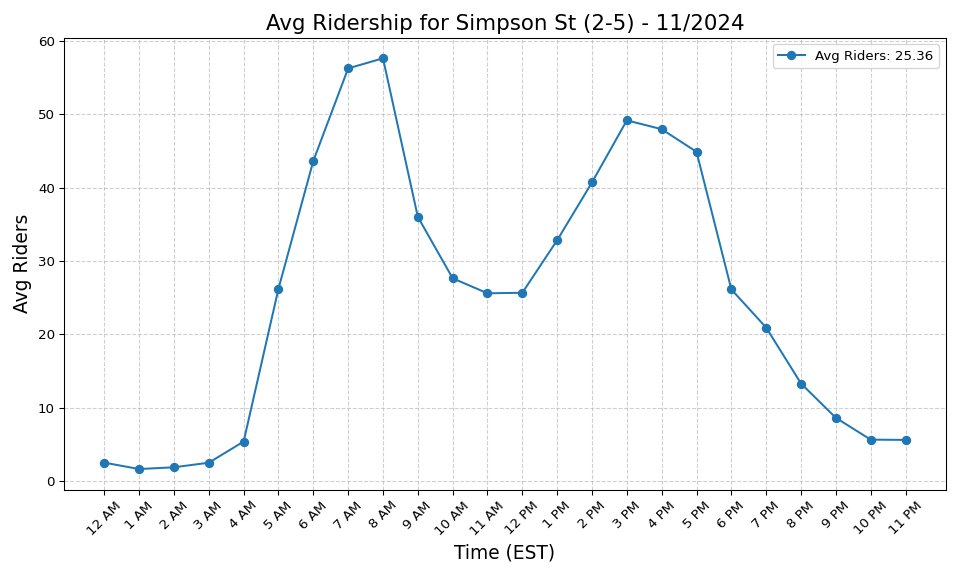 Avg Ridership for Simpson St (2-5) - 11/2024
Avg Riders: 25.36
Avg Riders
60
50
40
30
20
10
0
12 AM 1 AM 2 AM 3 AM 4 AM 5 AM 6 AM 7 AM 8 AM 9 AM 10 AM 11 AM 12 PM 1 PM 2 PM 3 PM 4 PM 5 PM 6 PM 7 PM 8 PM 9 PM 10 PM 11 PM
Time (EST)